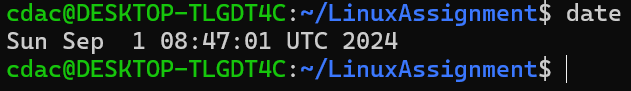 cdac@DESKTOP-TLGDT4C:~/LinuxAssignment$ date
Sun Sep  1 08:47:01 UTC 2024
cdac@DESKTOP-TLGDT4C:~/LinuxAssignment$